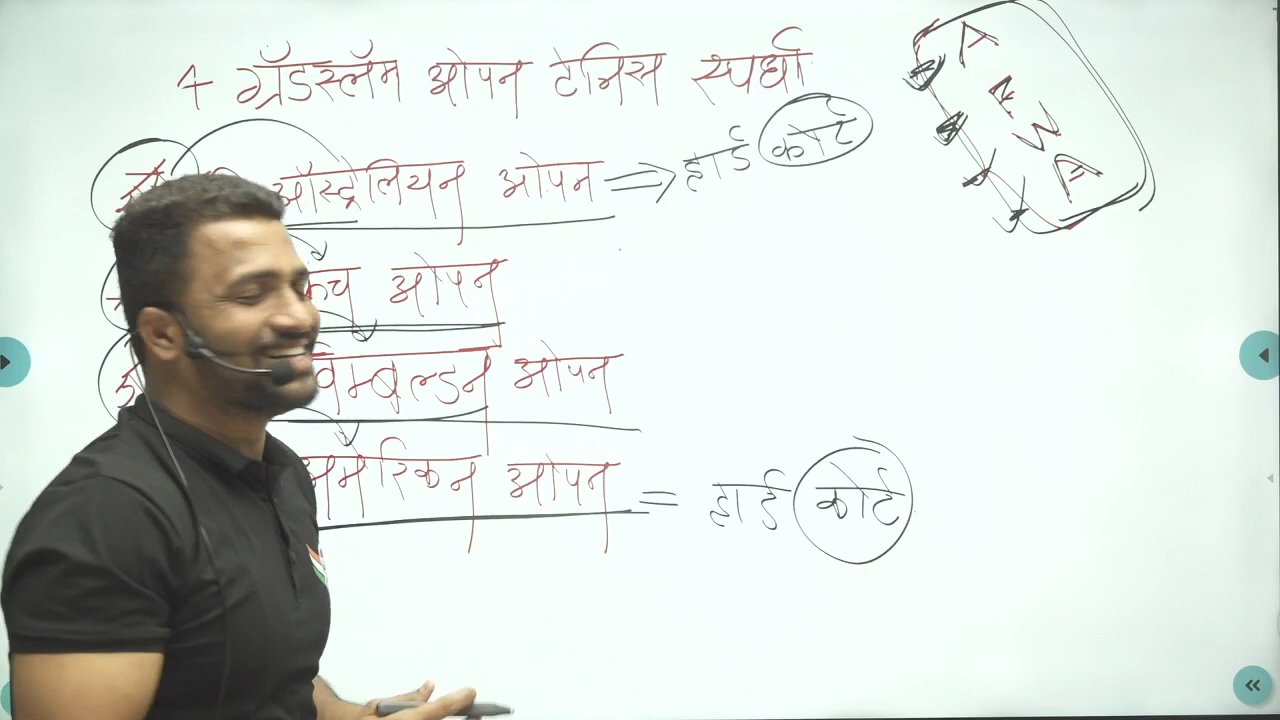 4 ग्रँडस्लॅम ओपन टेनिस स्पर्धा
ऑस्ट्रेलियन ओपन ⇒ हार्ड कोर्ट
ओपन
विम्बल्डन ओपन
अमेरिकन ओपन = हार्ड कोर्ट
A
F
W
A